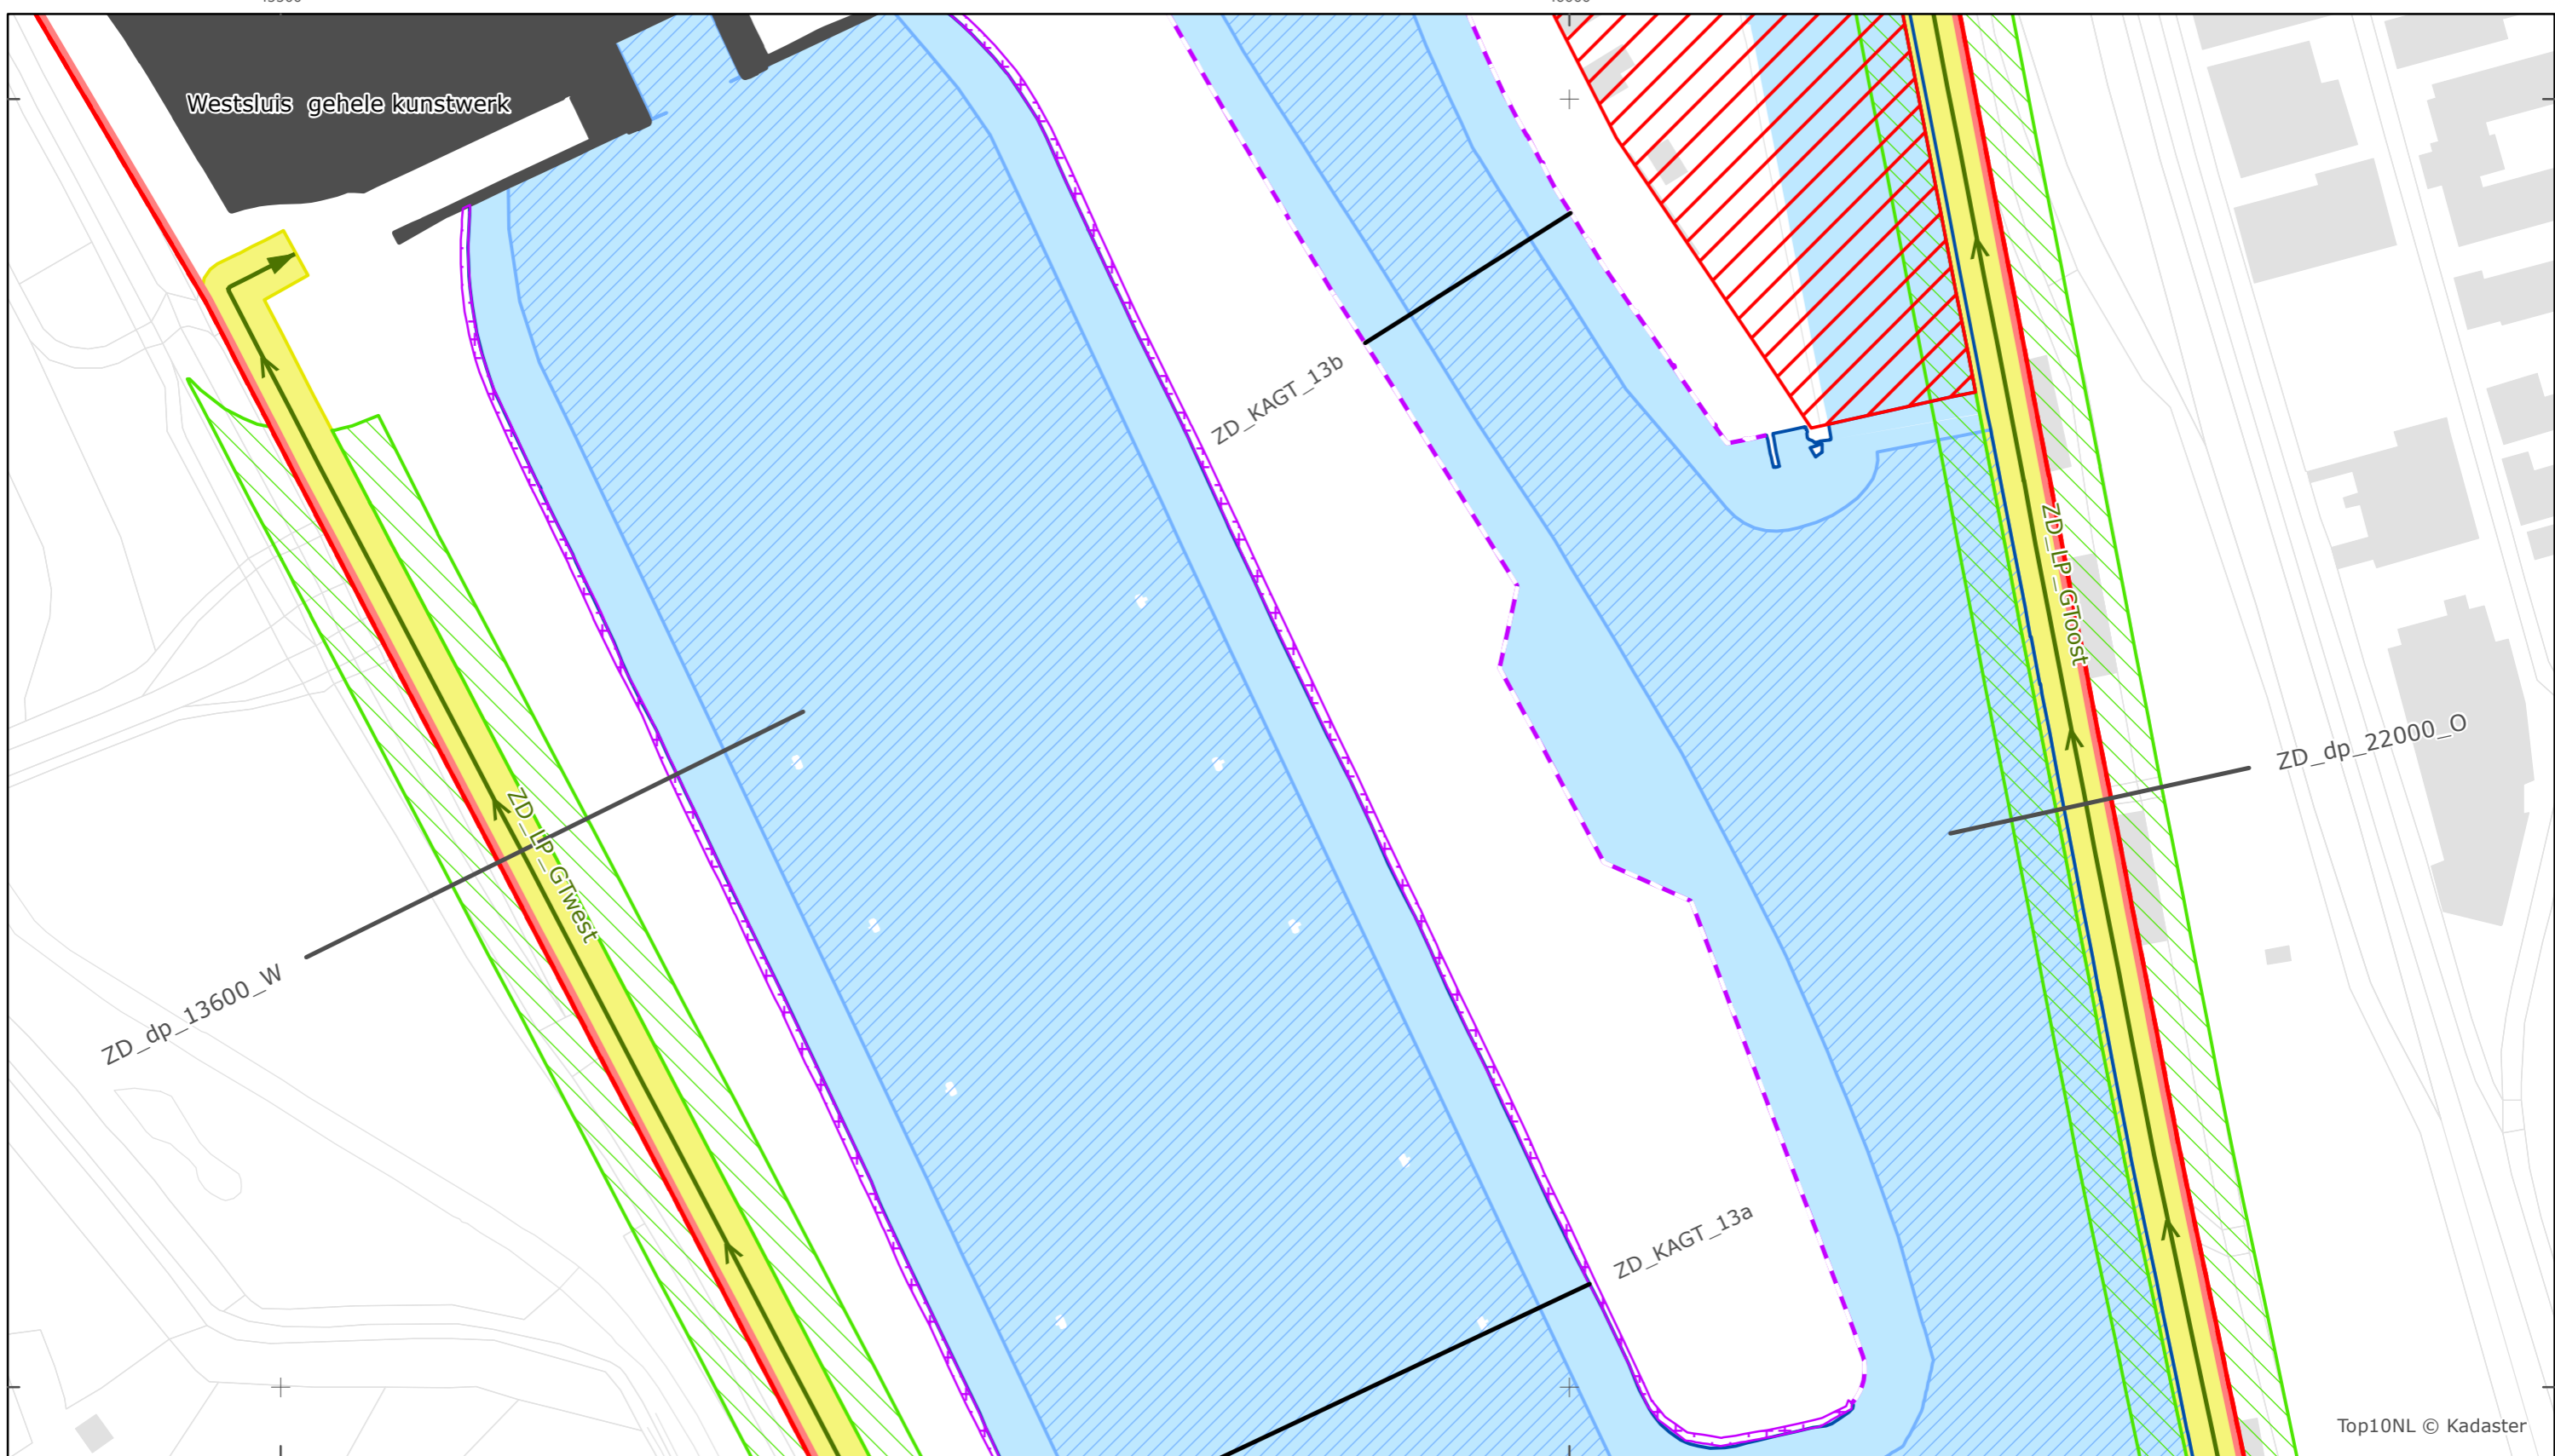 Westsluis gehele kunstwerk
ZD_KAGT_13b
ZD_LP_GToost
ZD_dp_22000_O
ZD_LP_GTwest
ZD_dp_13600_W
ZD_KAGT_13a
Top10NL © Kadaster